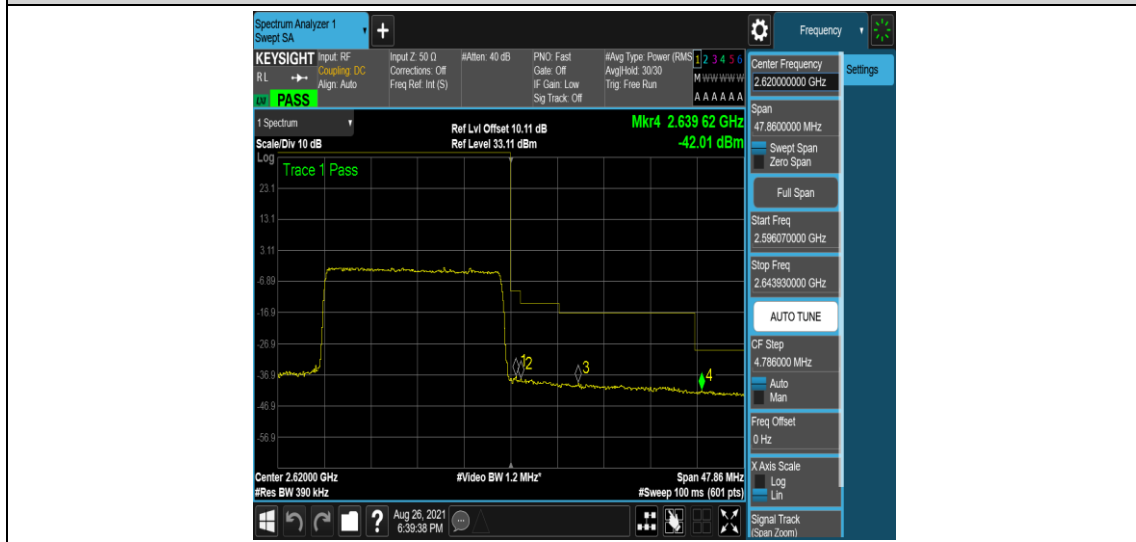 Spectrum Analyzer 1
Swept SA
+
Frequency
KEYSIGHT
RL
PASS
Input: RF
Coupling: DC
Align: Auto
Input Z: 50 Ω
Corrections: Off
Freq Ref: Int (S)
#Atten: 40 dB
PNO: Fast
Gate: Off
IF Gain: Low
Sig Track: Off
#Avg Type: Power (RMS
Avg|Hold: 30/30
Trig: Free Run
1 2 3 4 5 6
M W W W W W
A A A A A A
1 Spectrum
Scale/Div 10 dB
Ref Lvl Offset 10.11 dB
Ref Level 33.11 dBm
Mkr4 2.639 62 GHz
-42.01 dBm
Log
Trace 1 Pass
23.1
13.1
3.11
-6.89
-16.9
-26.9
-36.9
-46.9
-56.9
1
2
3
4
Center 2.62000 GHz
#Res BW 390 kHz
#Video BW 1.2 MHz*
Span 47.86 MHz
#Sweep 100 ms (601 pts)
?
Aug 26, 2021
6:39:38 PM
Center Frequency
2.620000000 GHz
Settings
Span
47.8600000 MHz
Swept Span
Zero Span
Full Span
Start Freq
2.596070000 GHz
Stop Freq
2.643930000 GHz
AUTO TUNE
CF Step
4.786000 MHz
Auto
Man
Freq Offset
0 Hz
X Axis Scale
Log
Lin
Signal Track
(Span Zoom)